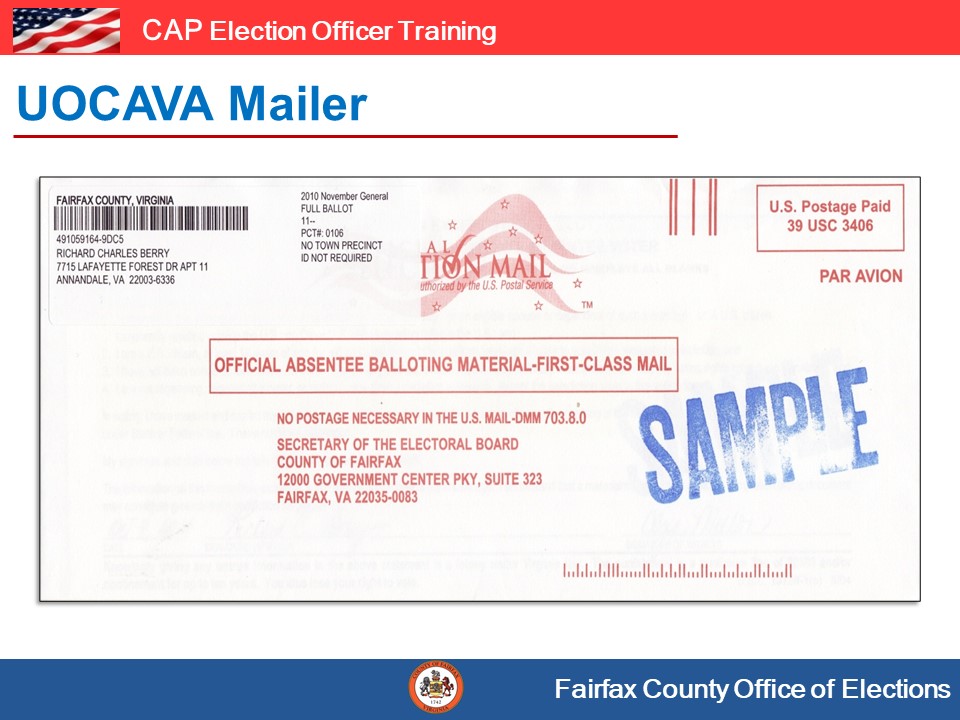 CAP Election Officer Training
UOCAVA Mailer
FAIRFAX COUNTY, VIRGINIA
491059164-9DC5
RICHARD CHARLES BERRY
7715 LAFAYETTE FOREST DR APT 11
ANNANDALE, VA 22003-6336
2010 November General
FULL BALLOT
11--
PCT#: 0106
NO TOWN PRECINCT
ID NOT REQUIRED
AL
TION MAIL
uthorized by the U.S. Postal Service
TM
U.S. Postage Paid
39 USC 3406
PAR AVION
OFFICIAL ABSENTEE BALLOTING MATERIAL-FIRST-CLASS MAIL
NO POSTAGE NECESSARY IN THE U.S. MAIL-DMM 703.8.0
SECRETARY OF THE ELECTORAL BOARD
COUNTY OF FAIRFAX
12000 GOVERNMENT CENTER PKY, SUITE 323
FAIRFAX, VA 22035-0083
SAMPLE
COUNTY OF FAIRFAX
VIRGINIA
1742
Fairfax County Office of Elections